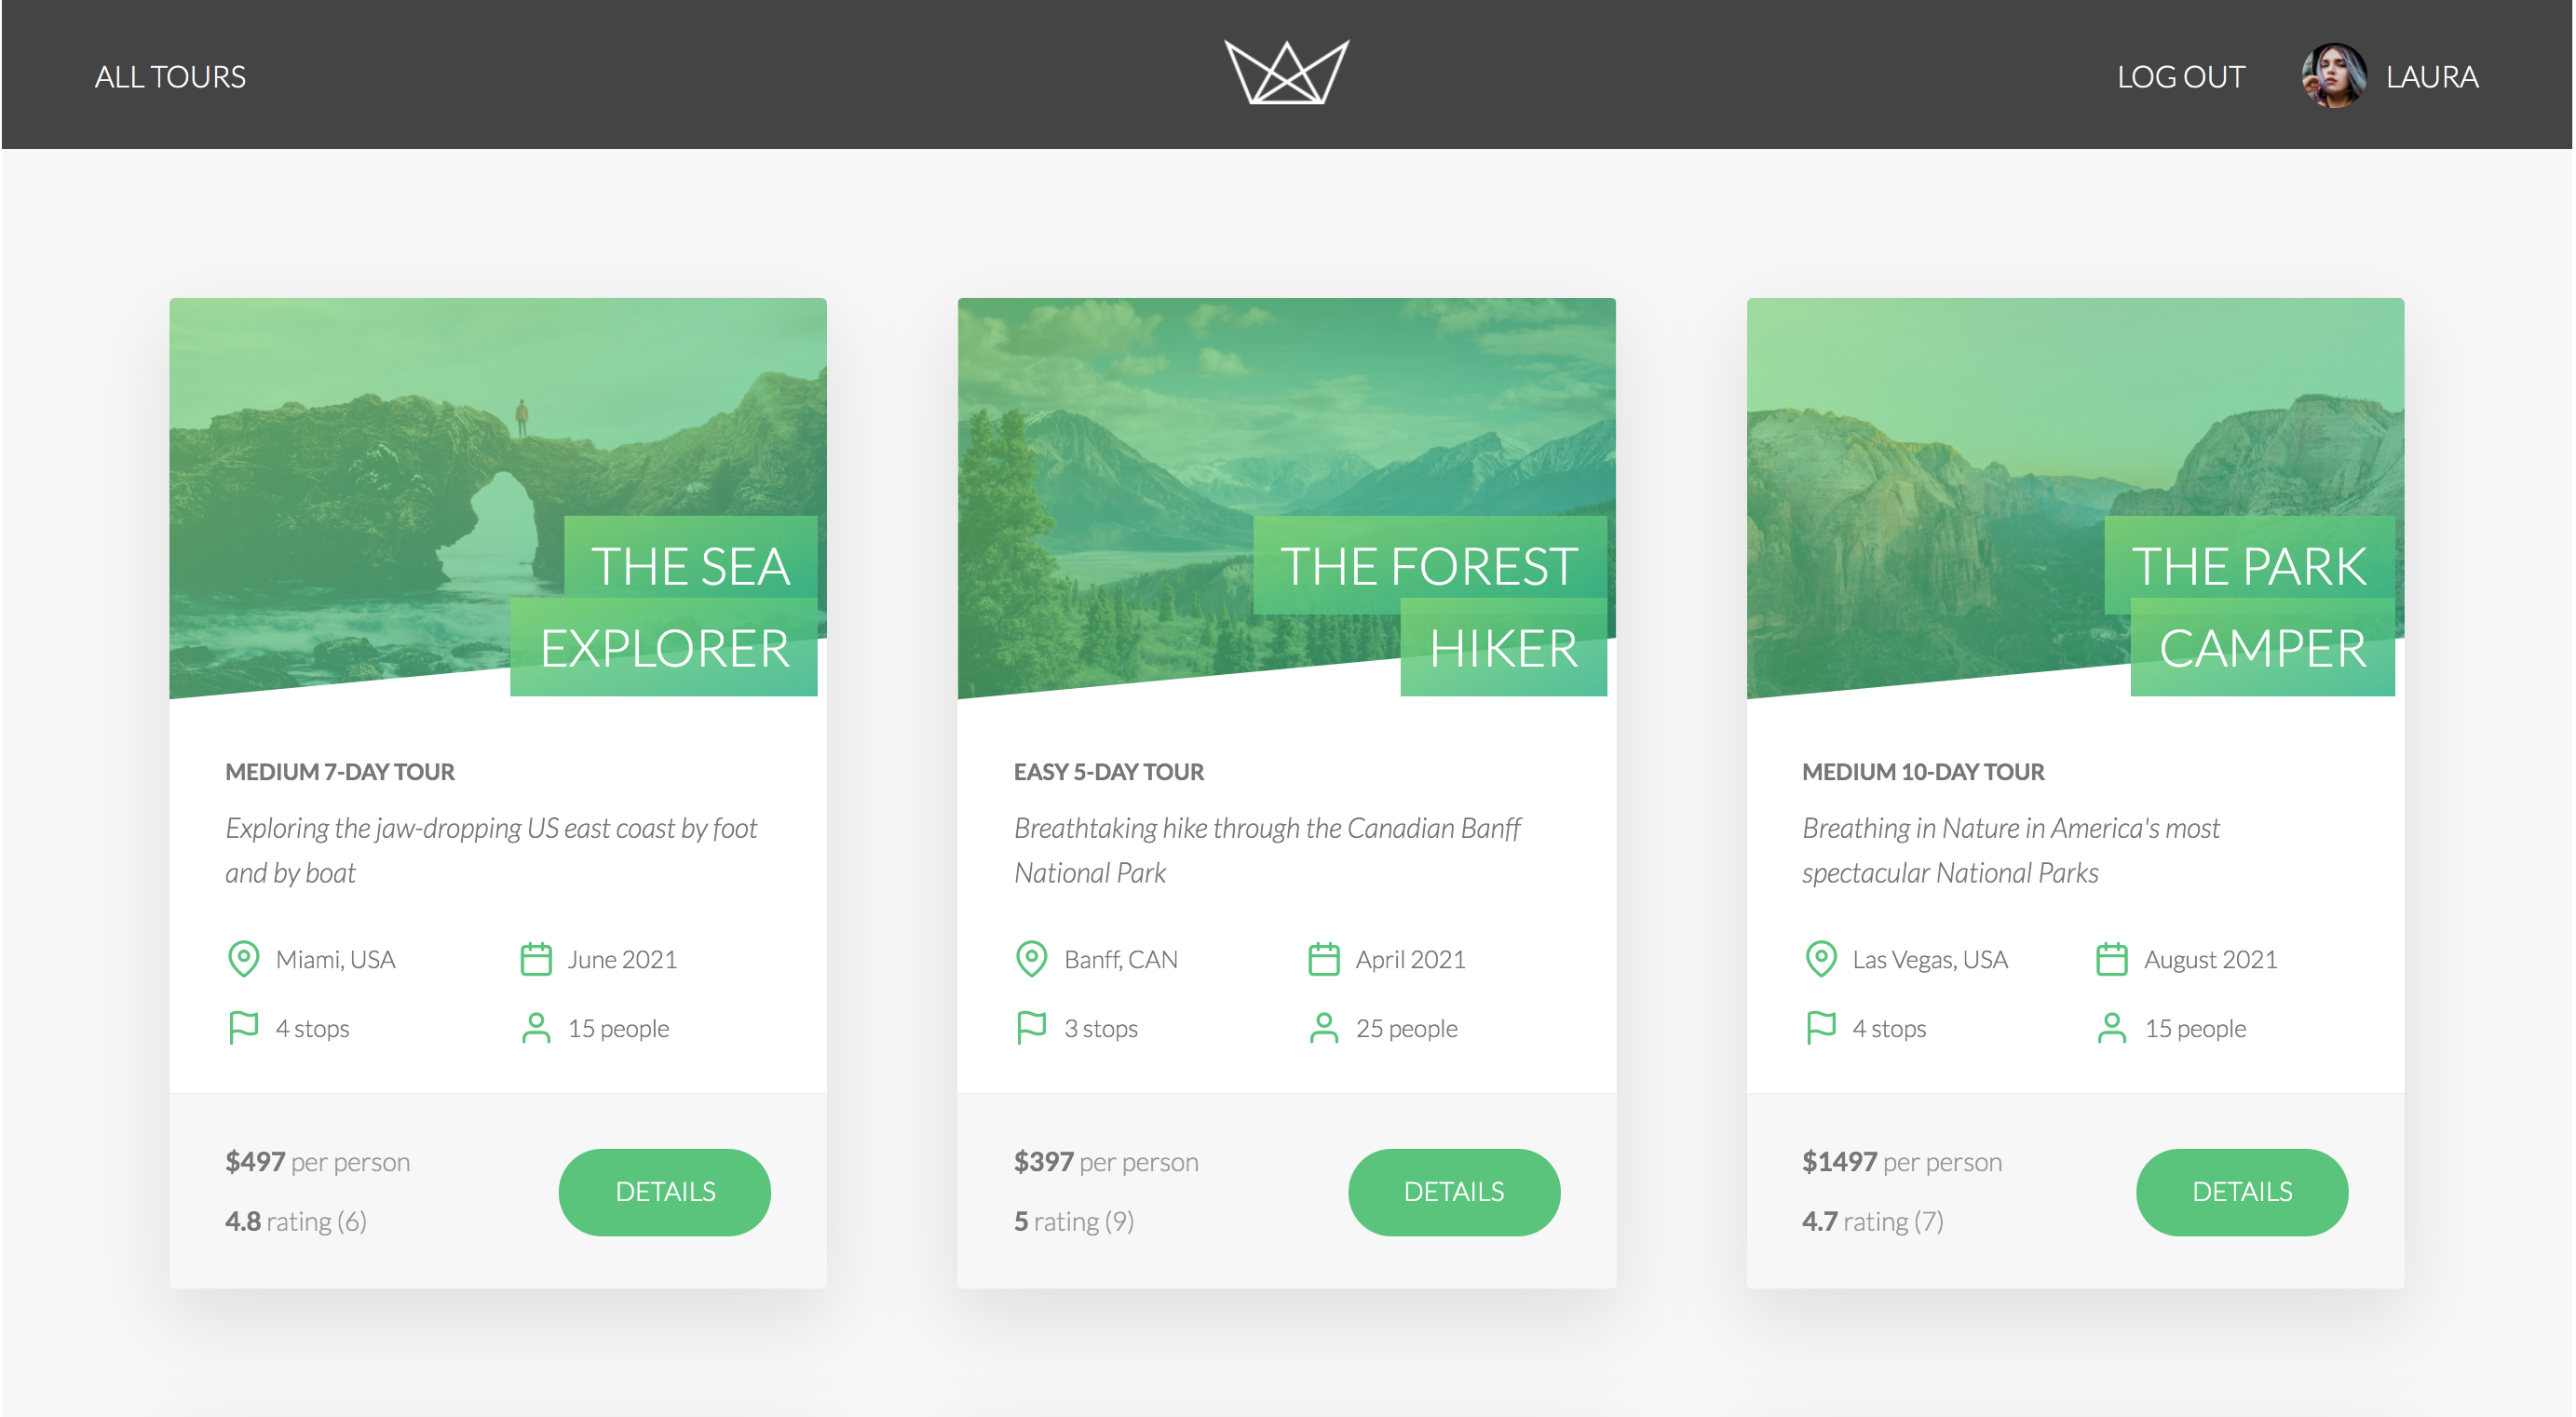 ALL TOURS
LOG OUT
LAURA
THE SEA
EXPLORER
MEDIUM 7-DAY TOUR
Exploring the jaw-dropping US east coast by foot
and by boat
Miami, USA
June 2021
4 stops
15 people
$497 per person
4.8 rating (6)
DETAILS
THE FOREST
HIKER
EASY 5-DAY TOUR
Breathtaking hike through the Canadian Banff
National Park
Banff, CAN
April 2021
3 stops
25 people
$397 per person
5 rating (9)
DETAILS
THE PARK
CAMPER
MEDIUM 10-DAY TOUR
Breathing in Nature in America's most
spectacular National Parks
Las Vegas, USA
August 2021
4 stops
15 people
$1497 per person
4.7 rating (7)
DETAILS